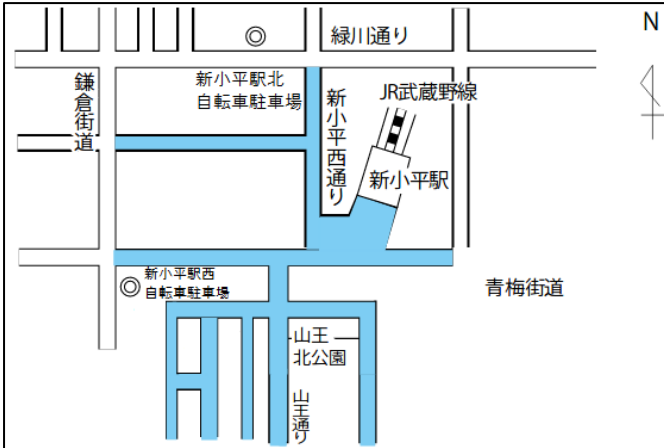 緑川通り
N
新小平駅北
自転車駐車場
鎌倉街道
新小平西通り
JR武蔵野線
新小平駅
新小平駅西
自転車駐車場
青梅街道
山王
北公園
山王通り